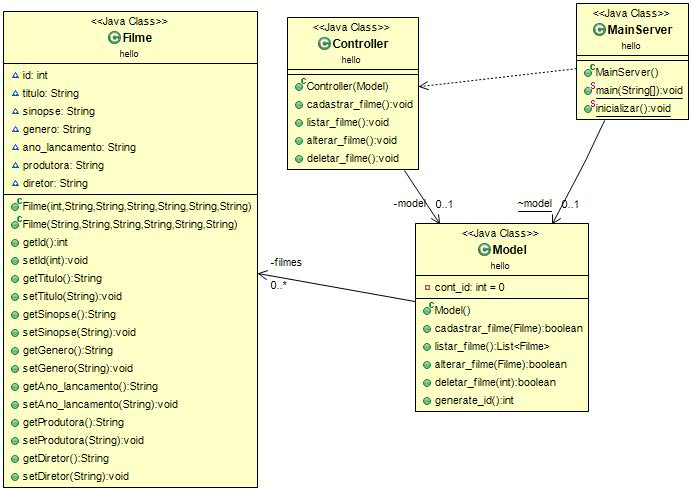 <<Java Class>>
Filme
hello
id: int
titulo: String
sinopse: String
genero: String
ano_lancamento: String
produtora: String
diretor: String
Filme(int,String,String,String,String,String,String)
Filme(String,String,String,String,String,String)
getId():int
setId(int):void
getTitulo():String
setTitulo(String):void
getSinopse():String
setSinopse(String):void
getGenero():String
setGenero(String):void
getAno_lancamento():String
setAno_lancamento(String):void
getProdutora():String
setProdutora(String):void
getDiretor():String
setDiretor(String):void
<<Java Class>>
Controller
hello
Controller(Model)
cadastrar_filme():void
listar_filme():void
alterar_filme():void
deletar_filme():void
<<Java Class>>
MainServer
hello
MainServer()
main(String[]):void
inicializar():void
-model 0..1
~model 0..1
-filmes
0..*
<<Java Class>>
Model
hello
cont_id: int = 0
Model()
cadastrar_filme(Filme):boolean
listar_filme():List<Filme>
alterar_filme(Filme):boolean
deletar_filme(int):boolean
generate_id():int